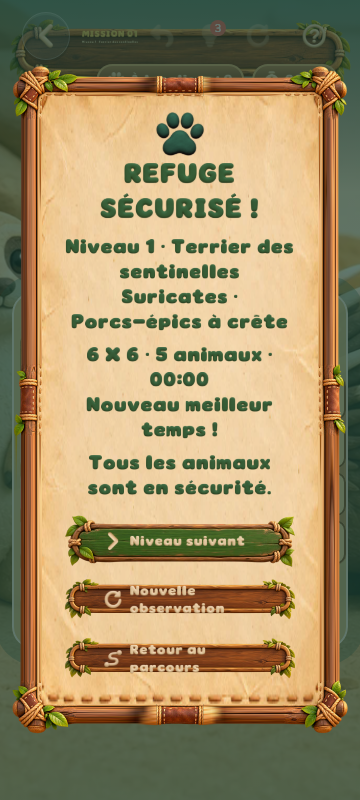 MISSION 01
3
?
REFUGE
SÉCURISÉ !
Niveau 1 · Terrier des
sentinelles
Suricates ·
Porcs-épics à crête
6 X 6 · 5 animaux ·
00:00
Nouveau meilleur
temps !
Tous les animaux
sont en sécurité.
Niveau suivant
Nouvelle
observation
Retour au
parcours